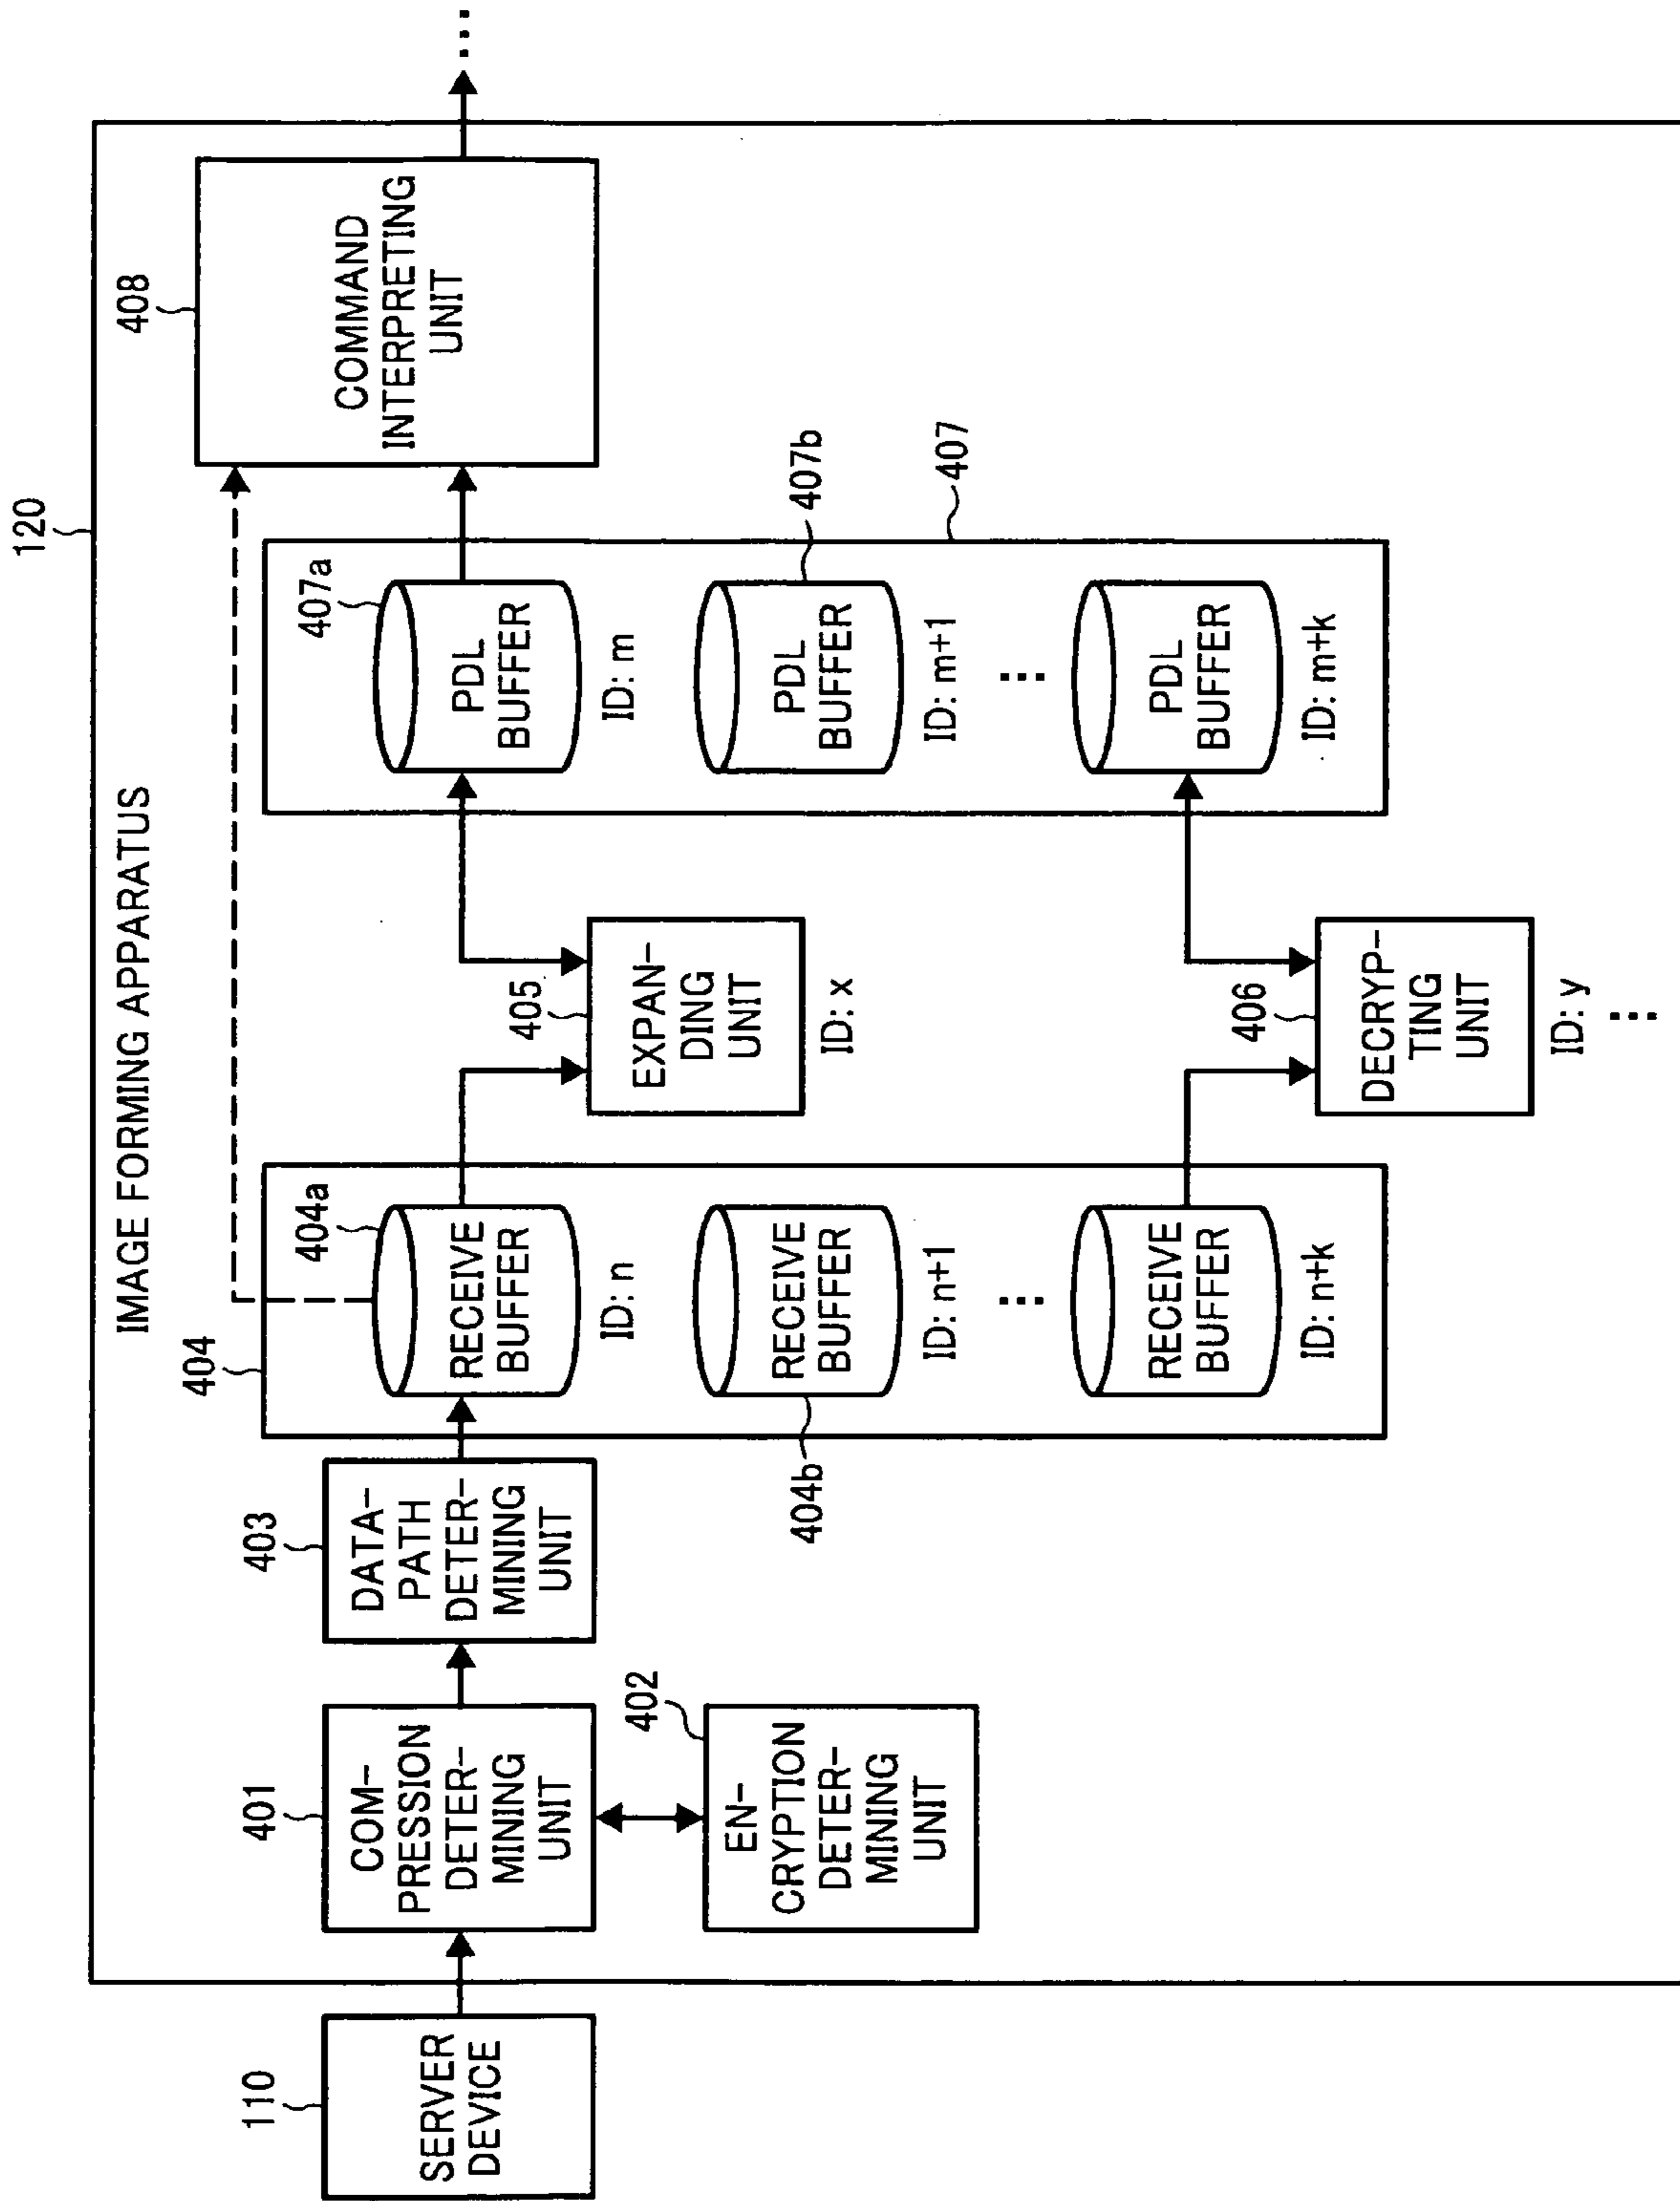 120
IMAGE FORMING APPARATUS
110
SERVER
DEVICE
401
COM-
PRESSION
DETER-
MINING
UNIT
402
EN-
CRYPTION
DETER-
MINING
UNIT
403
DATA-
PATH
DETER-
MINING
UNIT
404
404a
RECEIVE
BUFFER
ID: n
404b
RECEIVE
BUFFER
ID: n+1
...
RECEIVE
BUFFER
ID: n+k
405
EXPAN-
DING
UNIT
ID: x
406
DECRYP-
TING
UNIT
ID: y
...
407a
PDL
BUFFER
ID: m
407b
PDL
BUFFER
ID: m+1
...
PDL
BUFFER
ID: m+k
407
408
COMMAND
INTERPRETING
UNIT
...